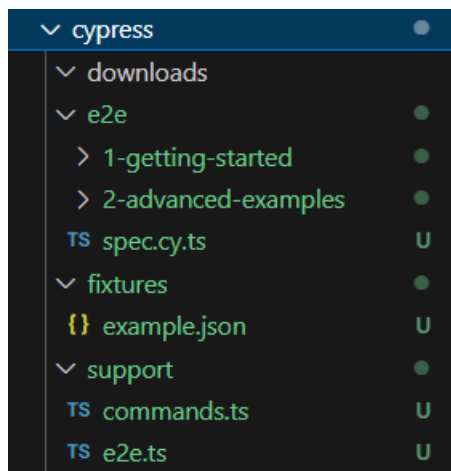 cypress
downloads
e2e
1-getting-started
2-advanced-examples
TS spec.cy.ts U
fixtures
{} example.json U
support
TS commands.ts U
TS e2e.ts U